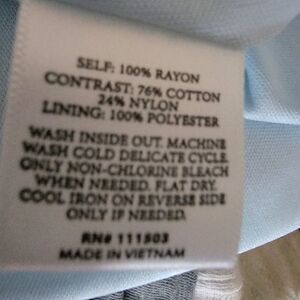 SELF: 100% RAYON
CONTRAST: 76% COTTON
24% NYLON
LINING: 100% POLYESTER
WASH INSIDE OUT. MACHINE
WASH COLD DELICATE CYCLE.
ONLY NON-CHLORINE BLEACH
WHEN NEEDED. FLAT DRY.
COOL IRON ON REVERSE SIDE
ONLY IF NECESSARY.
RN# 111503
MADE IN VIETNAM